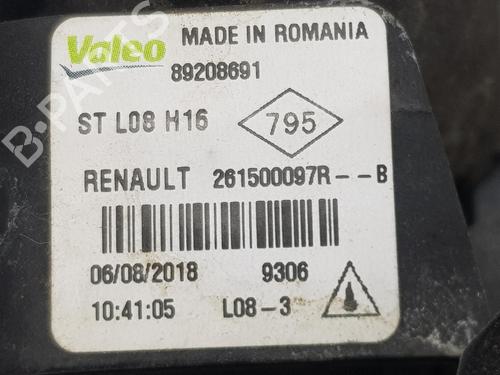 Valeo MADE IN ROMANIA
89208691
ST L08 H16 795
RENAULT 261500097R--B
06/08/2018 9306
10:41:05 L08-3
B-PARTS